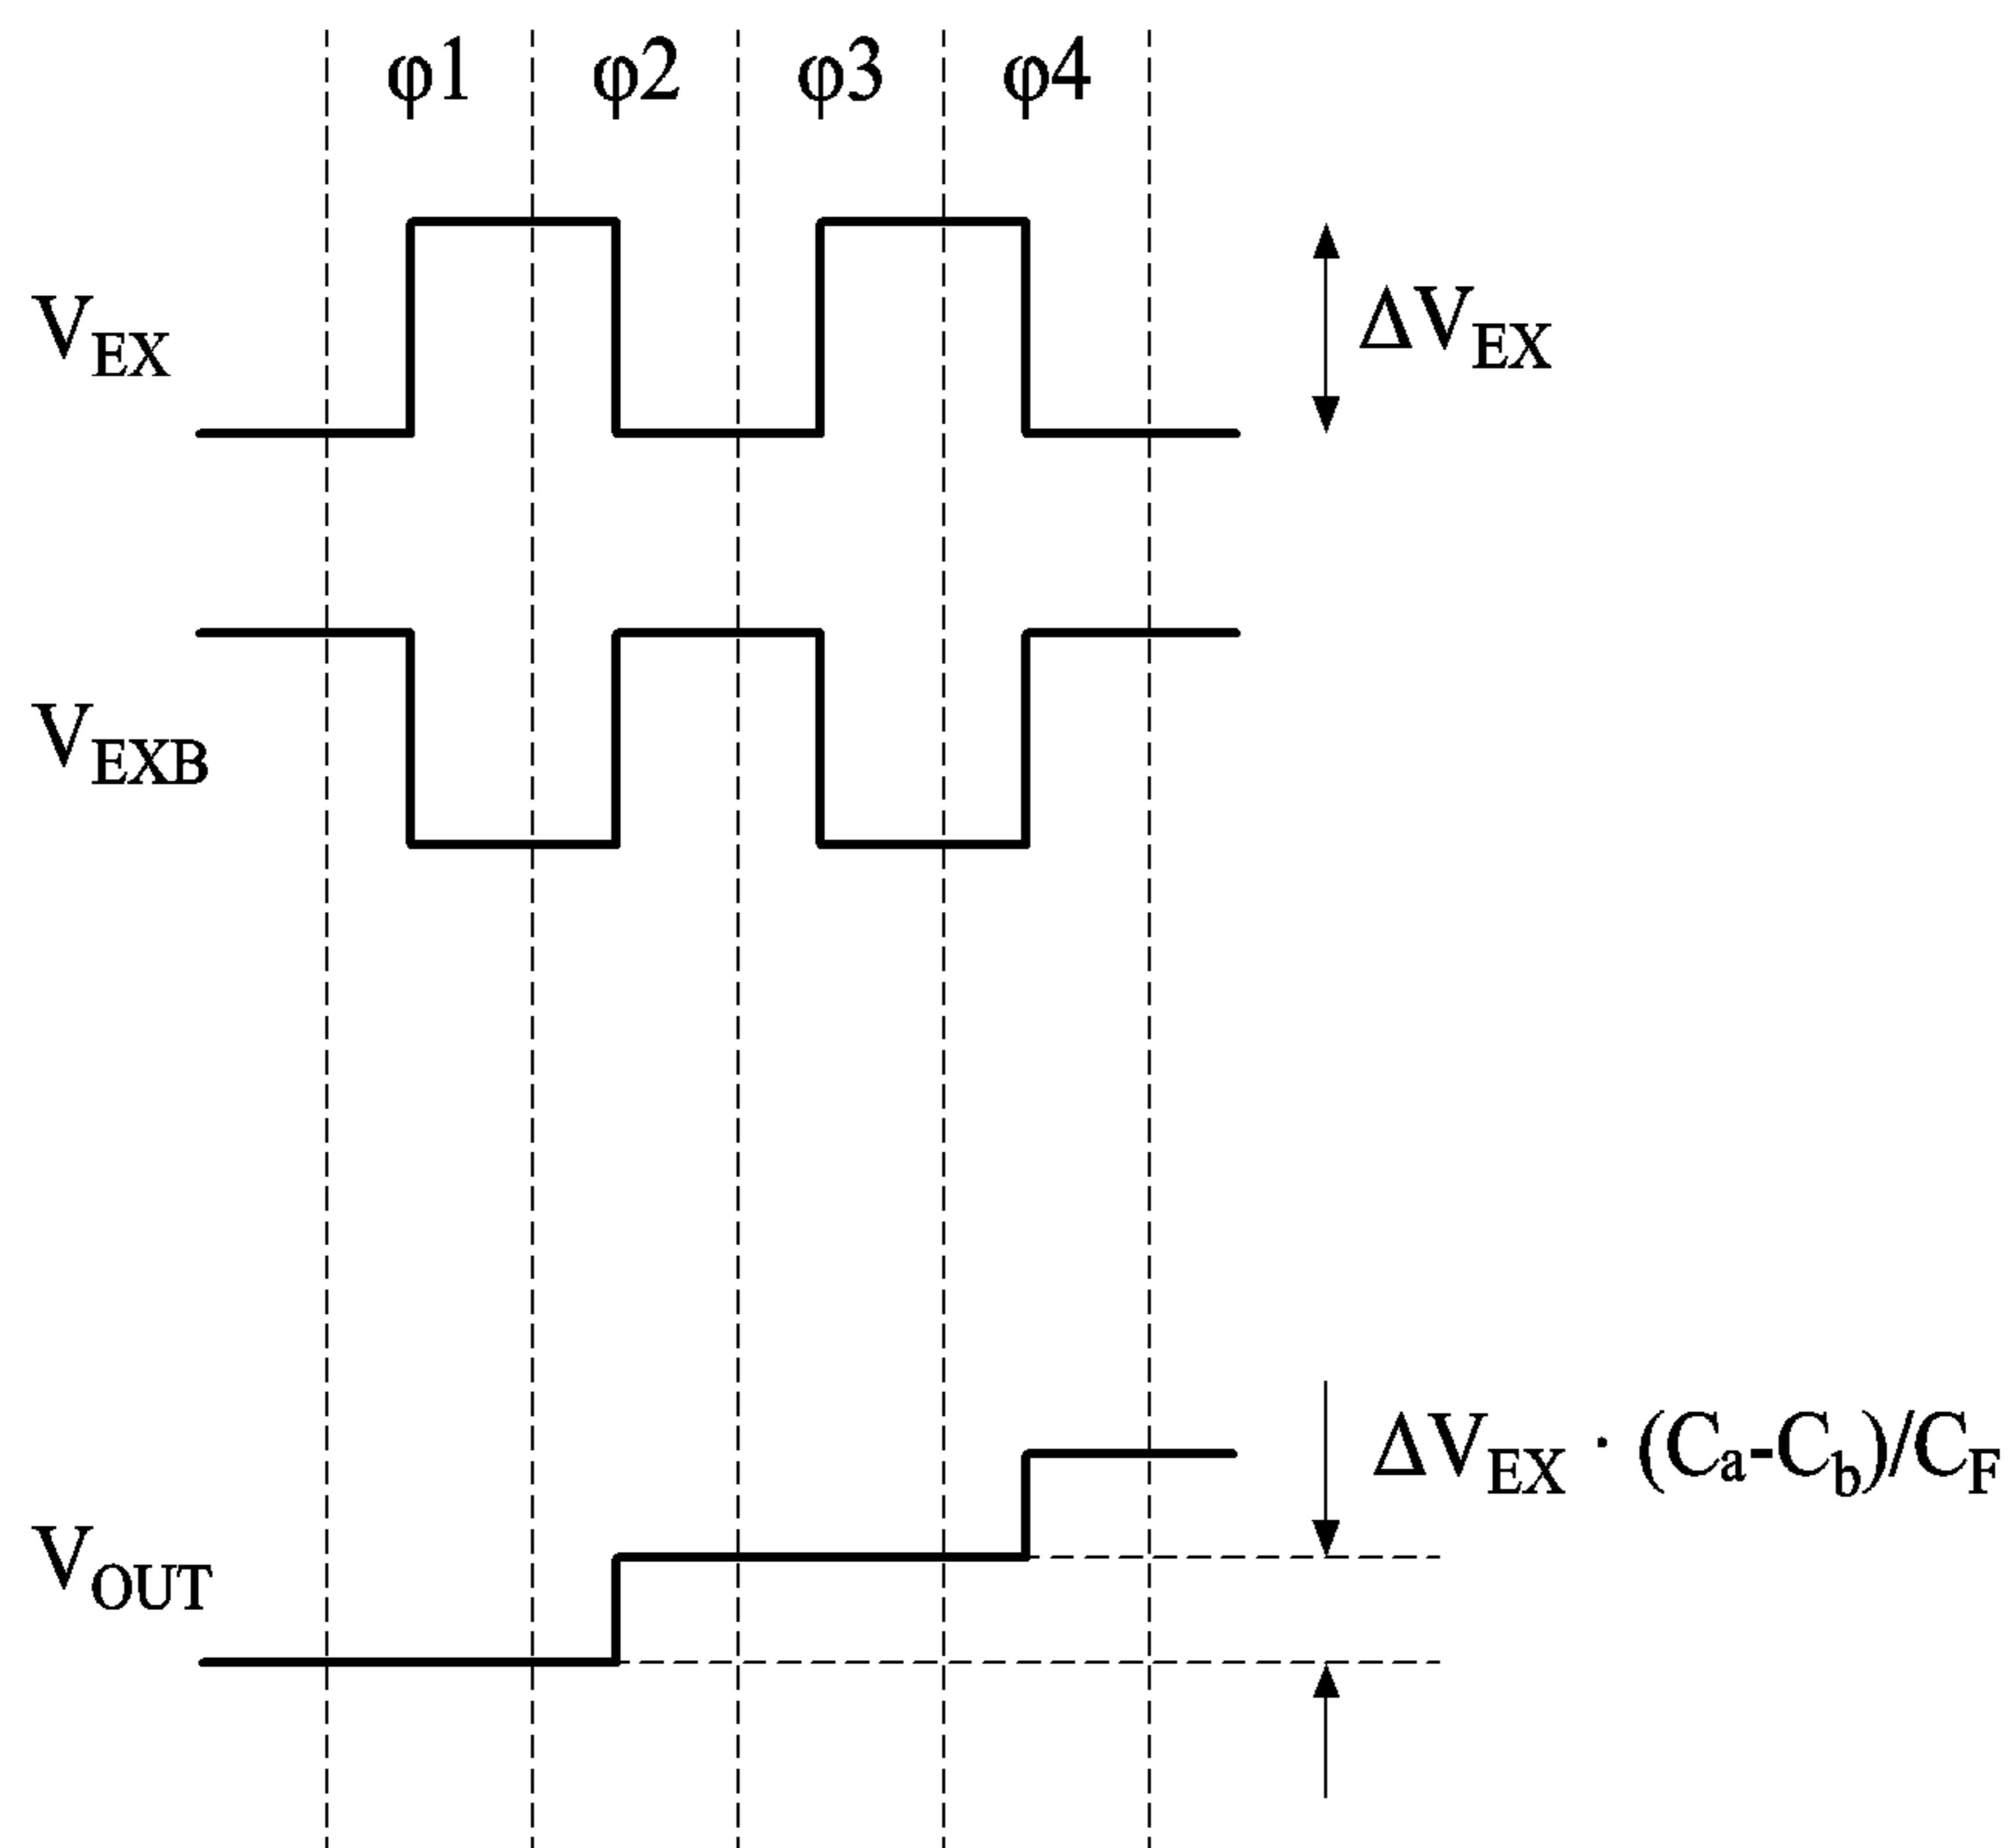 φ1 φ2 φ3 φ4
V_EX
ΔV_EX
V_EXB
ΔV_EX · (C_a-C_b)/C_F
V_OUT